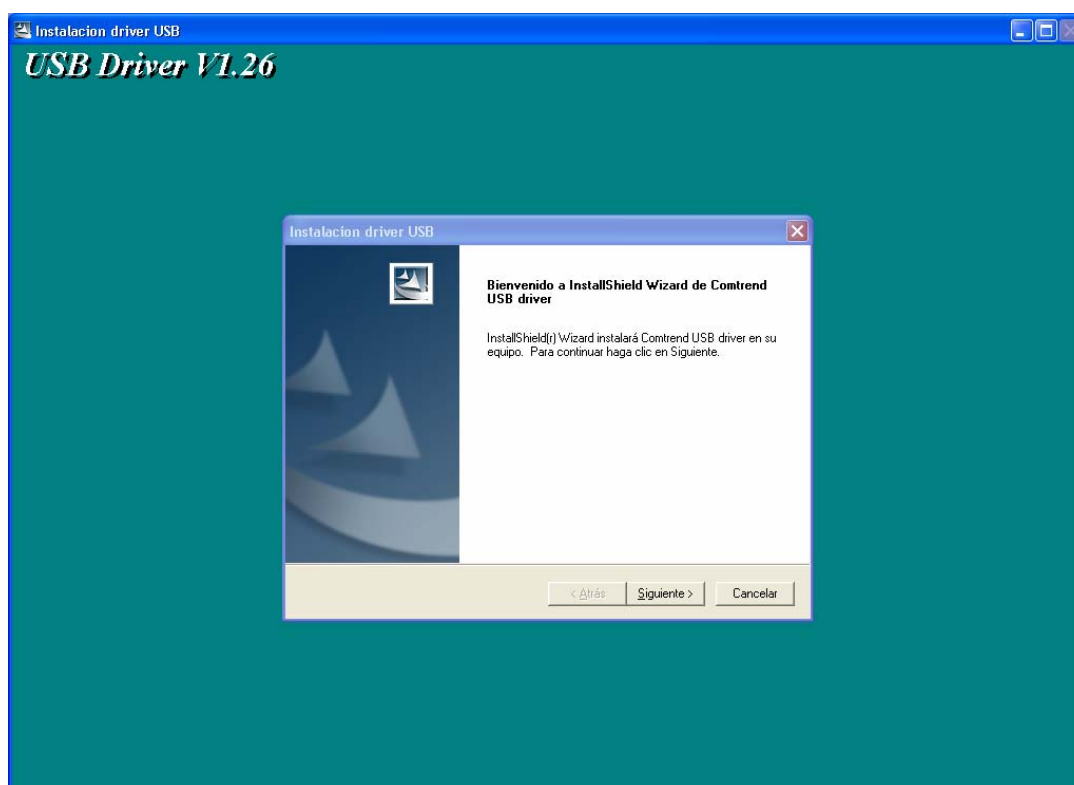 Instalacion driver USB
USB Driver V1.26
Instalacion driver USB
Bienvenido a InstallShield Wizard de Comtrend
USB driver
InstallShield(r) Wizard instalará Comtrend USB driver en su
equipo. Para continuar haga clic en Siguiente.
< Atrás Siguiente > Cancelar